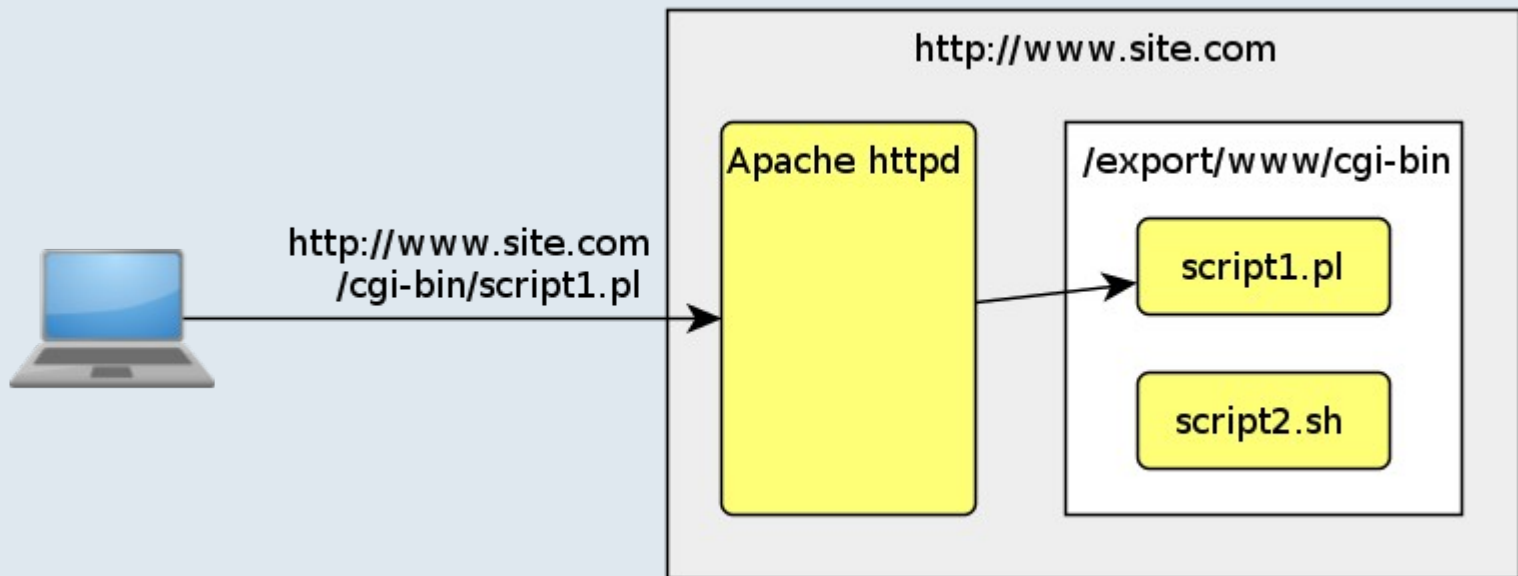 http://www.site.com
Apache httpd
/export/www/cgi-bin
http://www.site.com
/cgi-bin/script1.pl
script1.pl
script2.sh